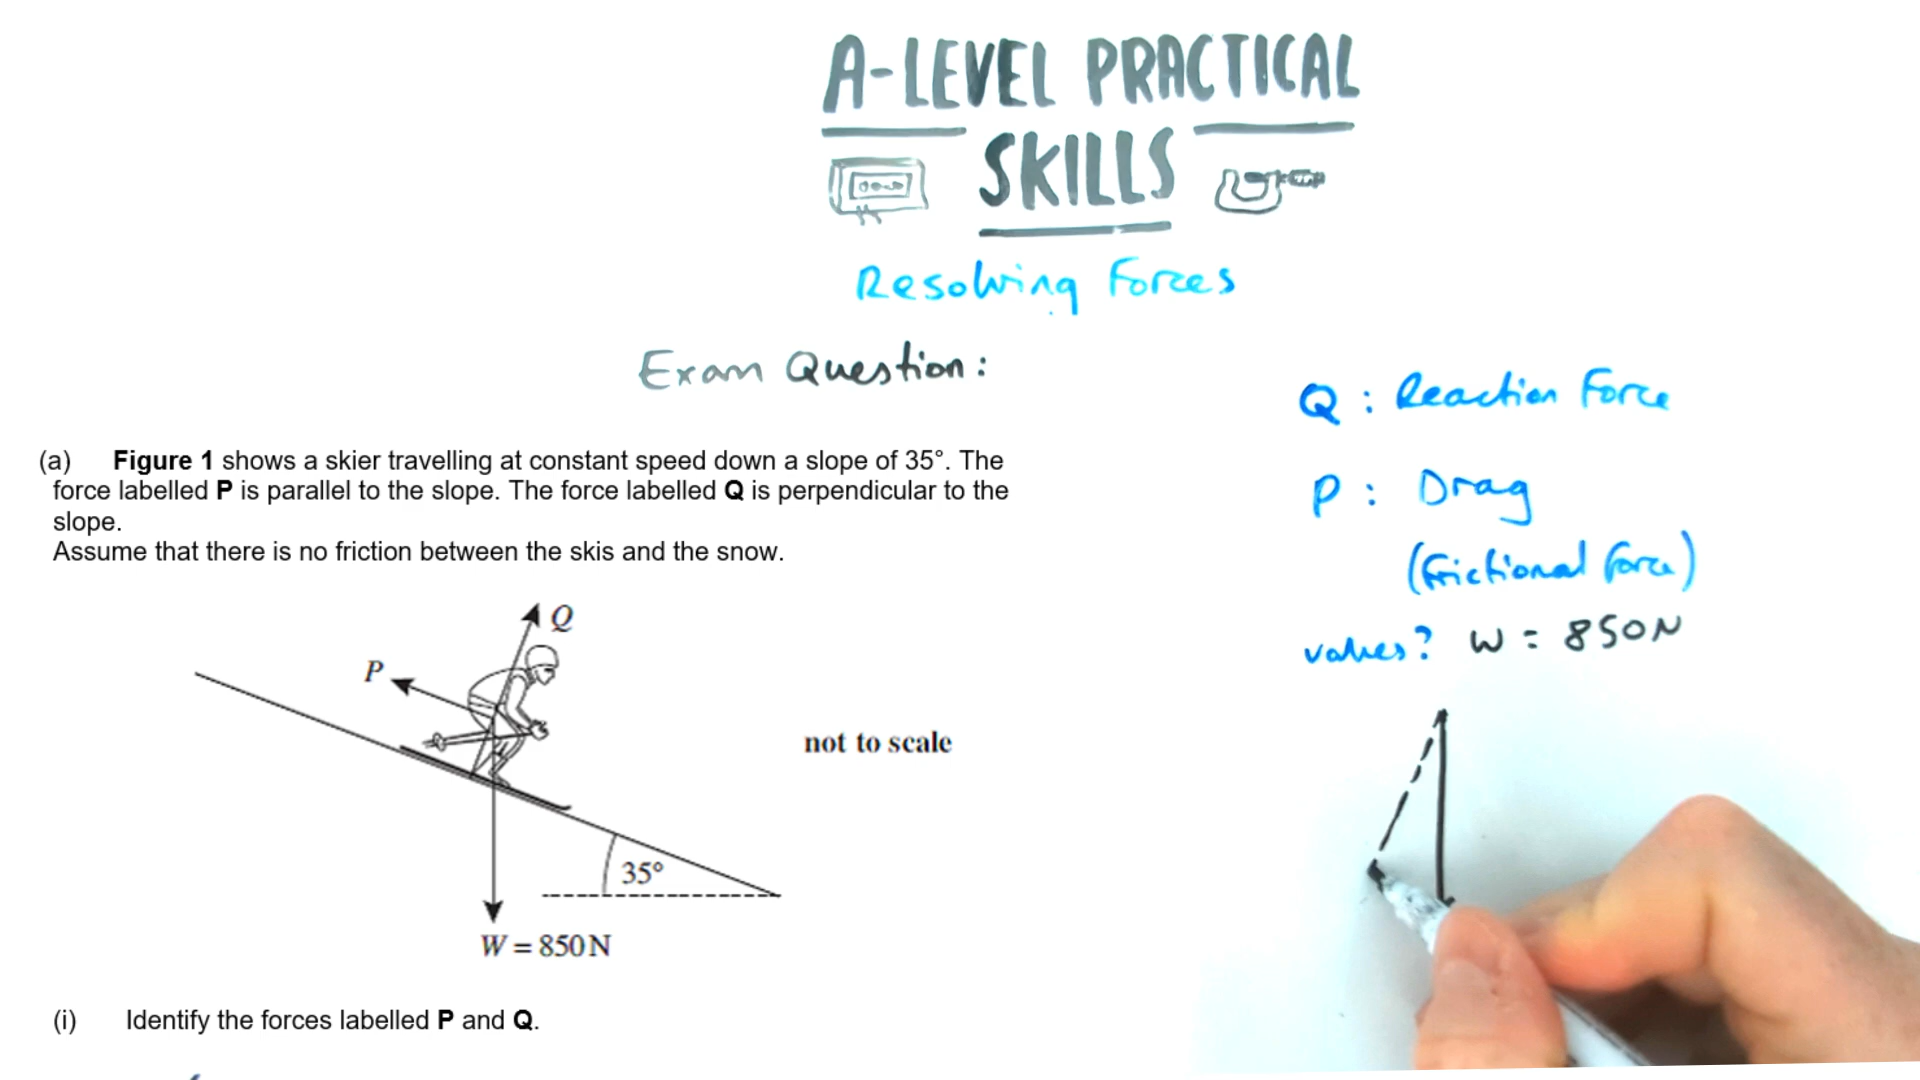 A-LEVEL PRACTICAL
SKILLS
Resolving Forces
Exam Question:
(a) Figure 1 shows a skier travelling at constant speed down a slope of 35°. The
force labelled P is parallel to the slope. The force labelled Q is perpendicular to the
slope.
Assume that there is no friction between the skis and the snow.
Q
P
not to scale
35°
W = 850N
(i) Identify the forces labelled P and Q.
Q : Reaction Force
P : Drag
(frictional force)
values? W = 850N